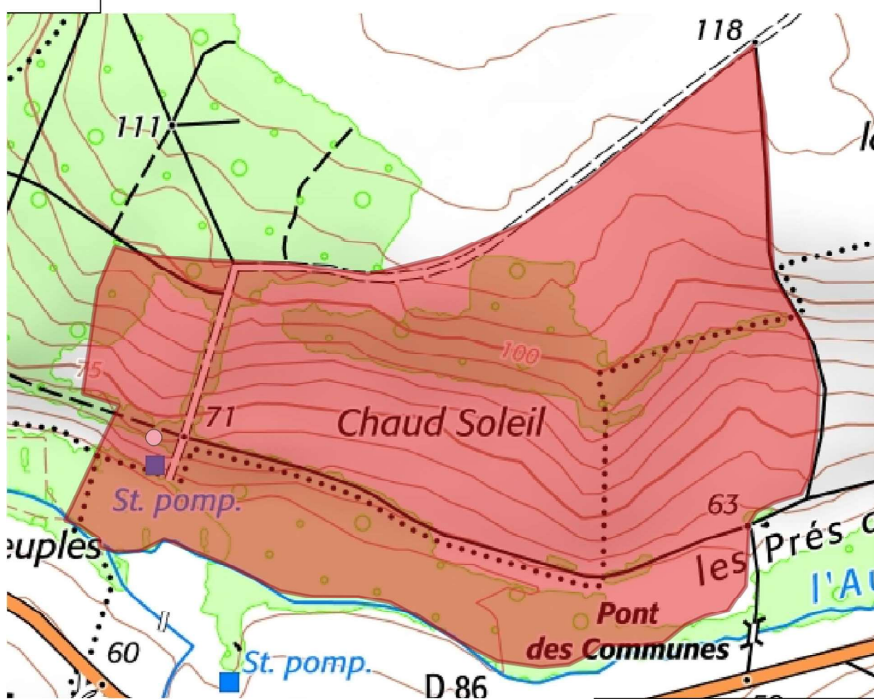 118
111
100
75
71
Chaud Soleil
63
St. pomp.
les Prés
euples
l'Au
Pont
des Communes
60
St. pomp.
D 86